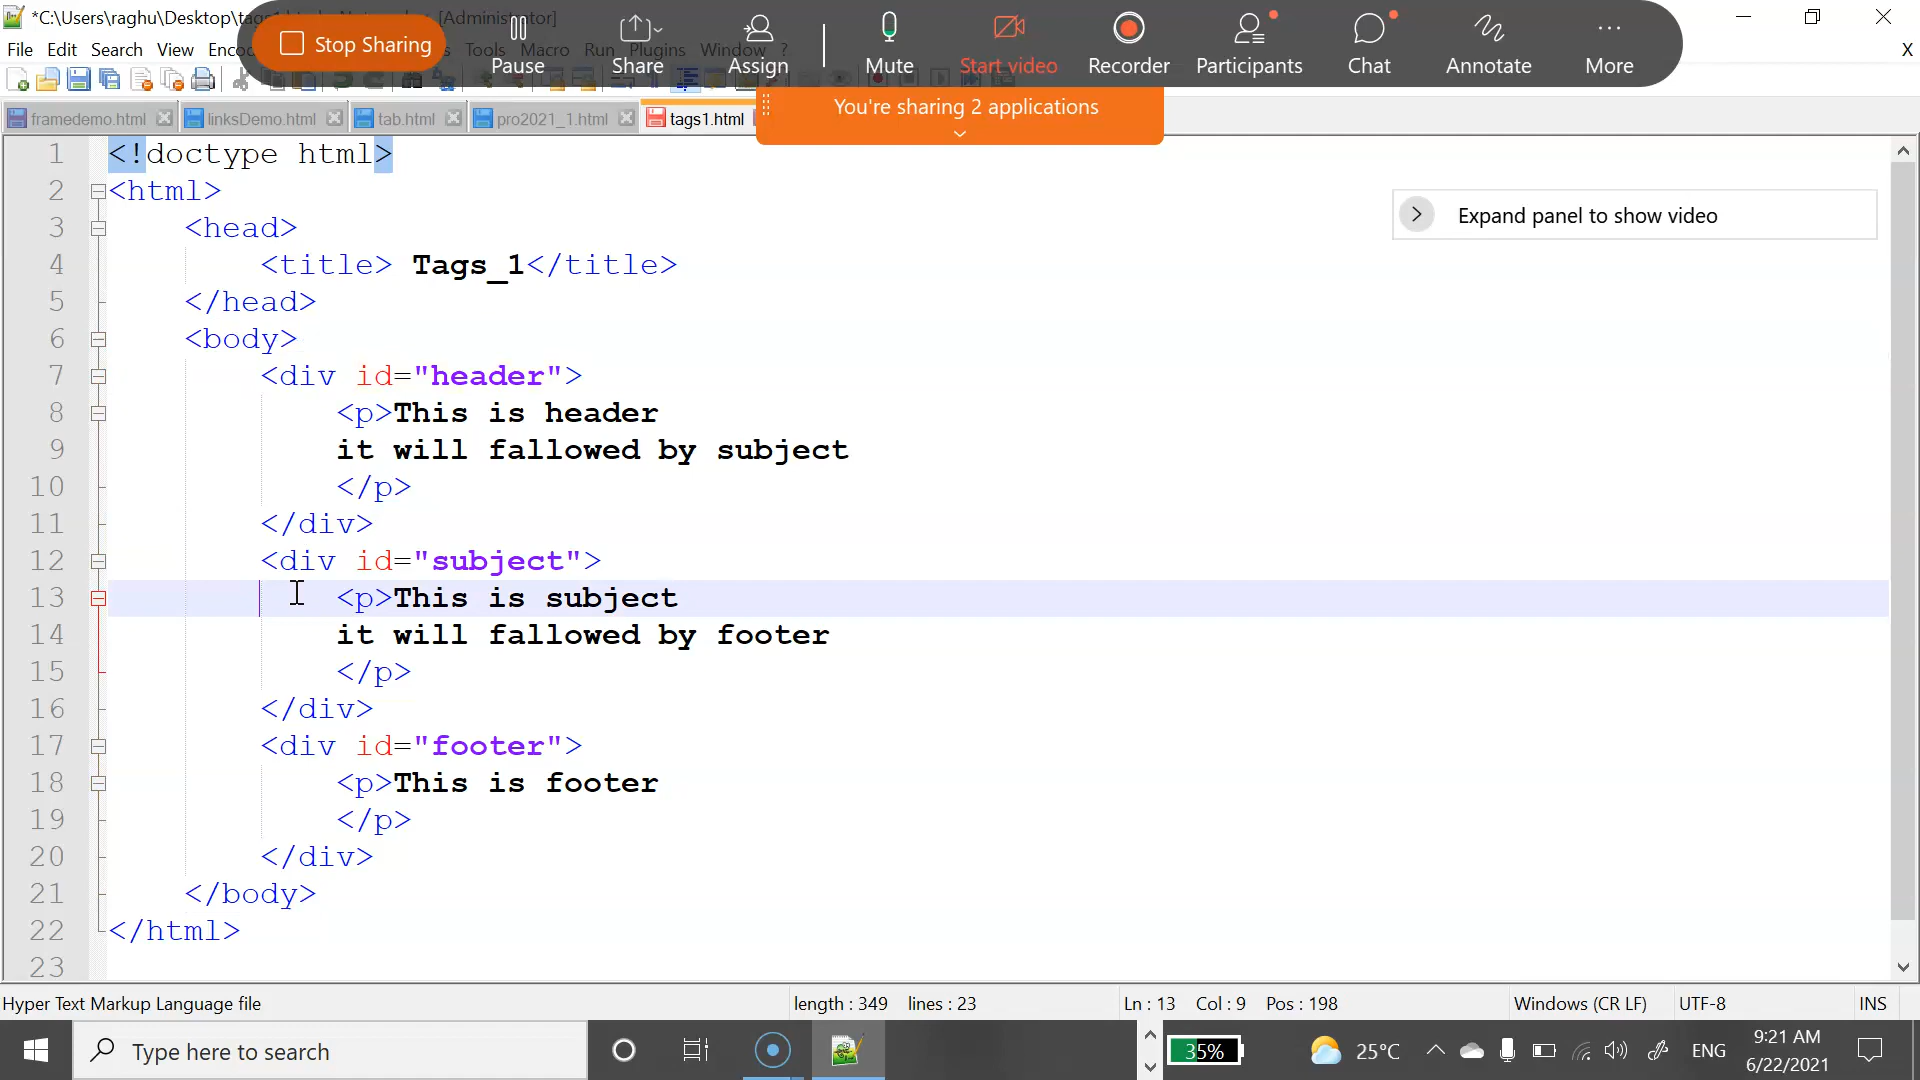 *C:\Users\raghu\Desktop\tags1.html - Notepad++ [Administrator]
File Edit Search View Tools Macro Run Plugins Window ?
Stop Sharing
Pause Share Assign Mute Start video Recorder Participants Chat Annotate More
X
You're sharing 2 applications
framedemo.html linksDemo.html tab.html pro2021_1.html tags1.html
Expand panel to show video
1 <!doctype html>
2 <html>
3 <head>
4 <title> Tags_1</title>
5 </head>
6 <body>
7 <div id="header">
8 <p>This is header
9 it will fallowed by subject
10 </p>
11 </div>
12 <div id="subject">
13 <p>This is subject
14 it will fallowed by footer
15 </p>
16 </div>
17 <div id="footer">
18 <p>This is footer
19 </p>
20 </div>
21 </body>
22 </html>
23
Hyper Text Markup Language file length : 349 lines : 23 Ln : 13 Col : 9 Pos : 198 Windows (CR LF) UTF-8 INS
Type here to search 35% 25°C ENG 9:21 AM
6/22/2021